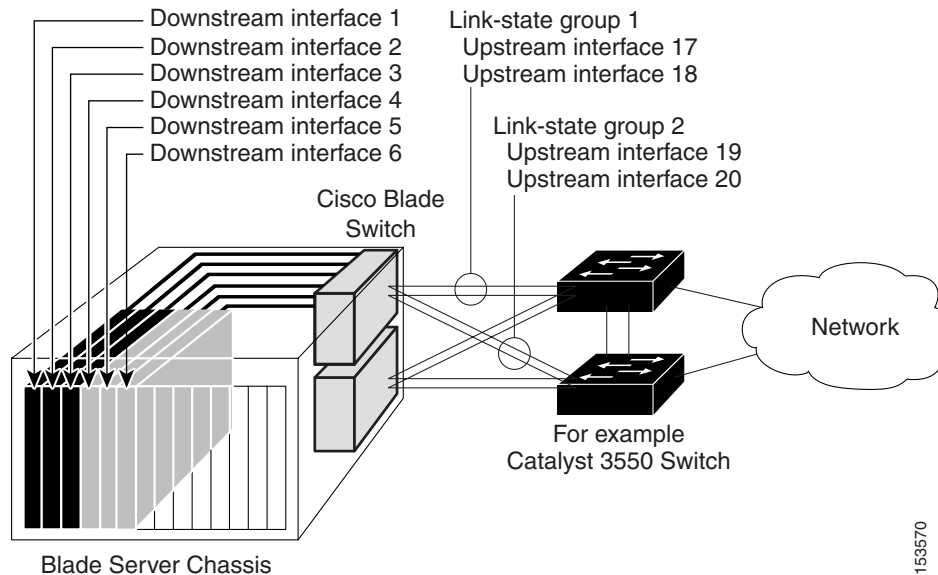 Downstream interface 1
Downstream interface 2
Downstream interface 3
Downstream interface 4
Downstream interface 5
Downstream interface 6
Link-state group 1
Upstream interface 17
Upstream interface 18
Link-state group 2
Upstream interface 19
Upstream interface 20
Cisco Blade
Switch
Network
For example
Catalyst 3550 Switch
Blade Server Chassis
153570